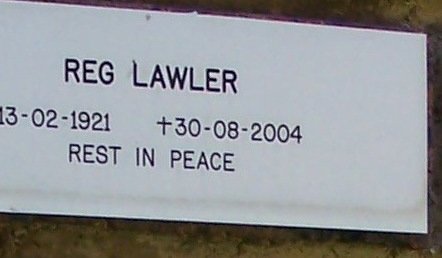 REG LAWLER
13-02-1921 †30-08-2004
REST IN PEACE